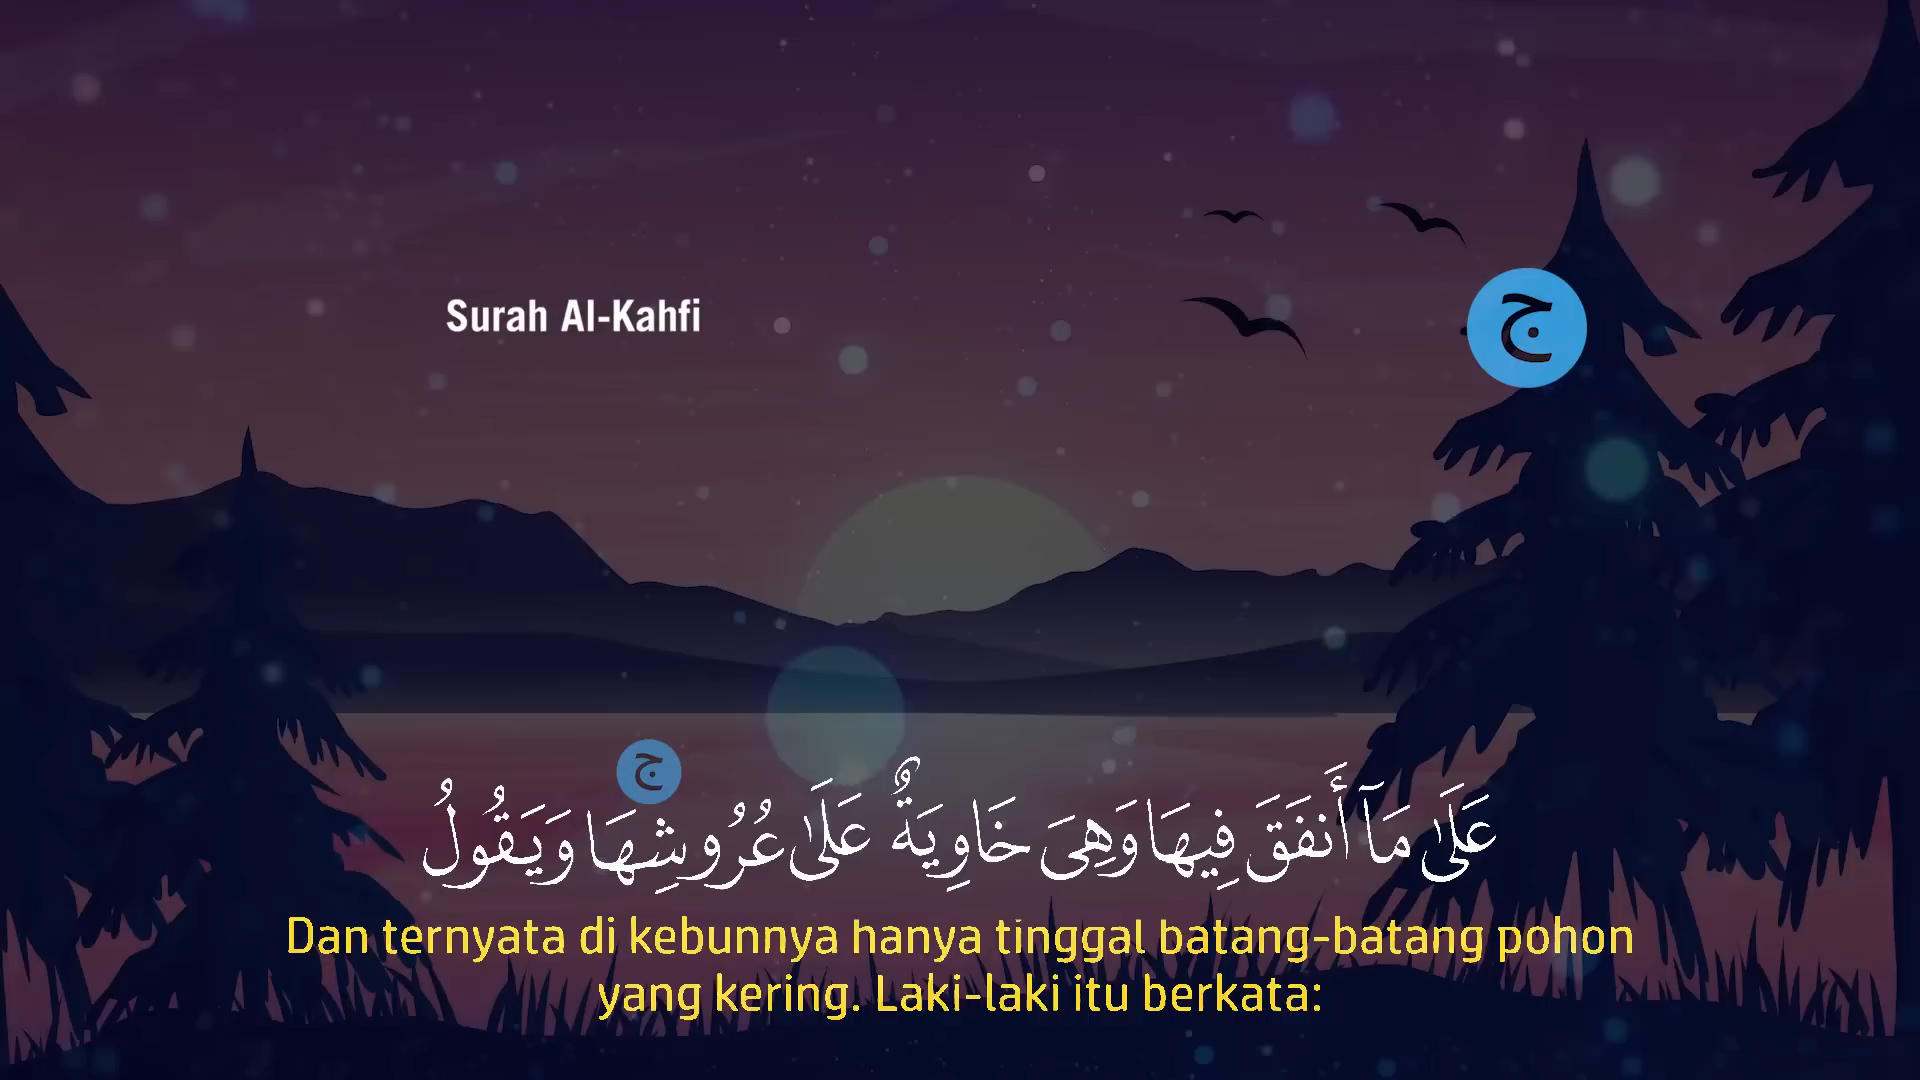 Surah Al-Kahfi
ج
ج
عَلَىٰ مَآ أَنفَقَ فِيهَا وَهِىَ خَاوِيَةٌ عَلَىٰ عُرُوشِهَا وَيَقُولُ
Dan ternyata di kebunnya hanya tinggal batang-batang pohon
yang kering. Laki-laki itu berkata: